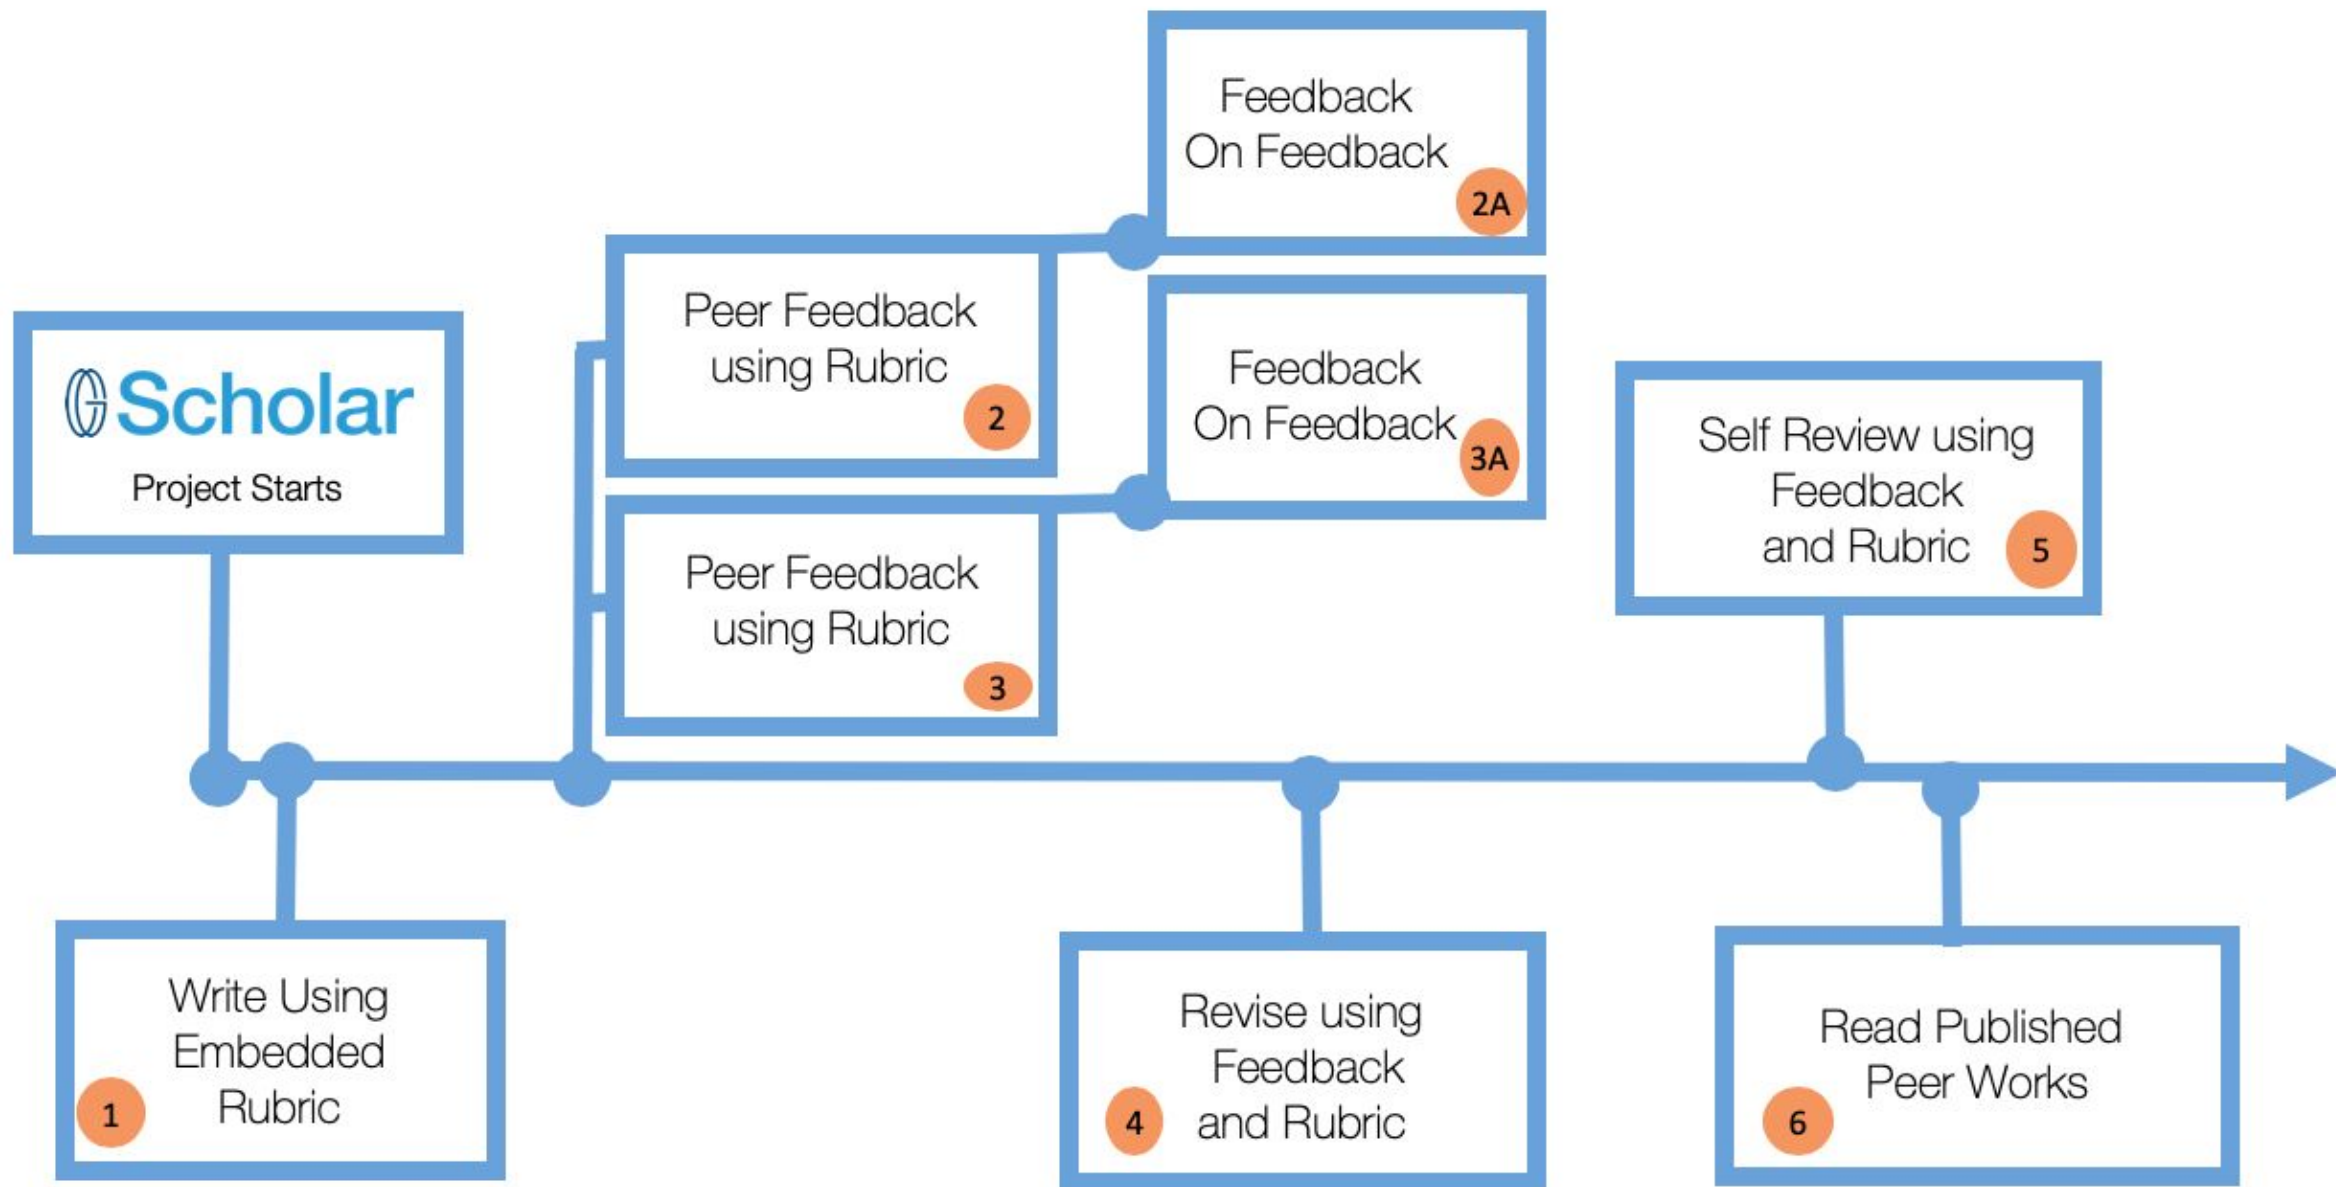 Scholar
Project Starts
Write Using
Embedded
Rubric
1
Peer Feedback
using Rubric
2
Feedback
On Feedback
2A
Peer Feedback
using Rubric
3
Feedback
On Feedback
3A
Revise using
Feedback
and Rubric
4
Self Review using
Feedback
and Rubric
5
Read Published
Peer Works
6